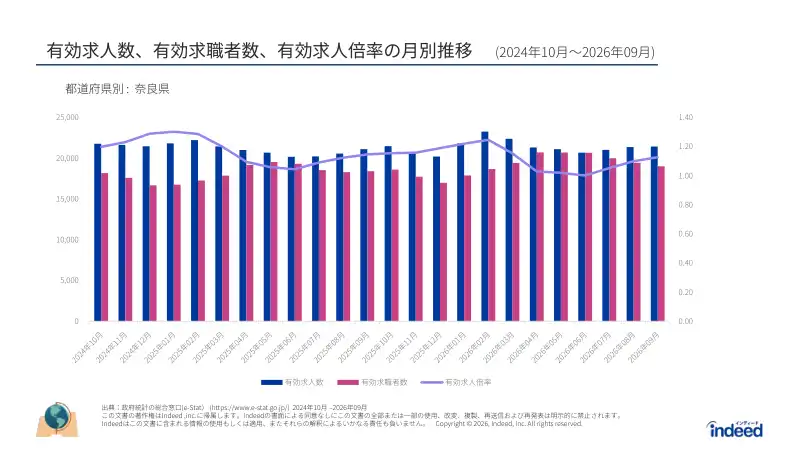 有効求人数、有効求職者数、有効求人倍率の月別推移 (2024年10月～2026年09月)
都道府県別： 奈良県
25,000
20,000
15,000
10,000
5,000
0
1.40
1.20
1.00
0.80
0.60
0.40
0.20
0.00
2024年10月
2024年11月
2024年12月
2025年01月
2025年02月
2025年03月
2025年04月
2025年05月
2025年06月
2025年07月
2025年08月
2025年09月
2025年10月
2025年11月
2025年12月
2026年01月
2026年02月
2026年03月
2026年04月
2026年05月
2026年06月
2026年07月
2026年08月
2026年09月
有効求人数 有効求職者数 有効求人倍率
出典：政府統計の総合窓口(e-Stat） (https://www.e-stat.go.jp/) 2024年10月 –2026年09月
この文書の著作権はIndeed ,inc.に帰属します。Indeedの書面による同意なしにこの文書の全部または一部の使用、改変、複製、再送信および再発表は明示的に禁止されます。
Indeedはこの文書に含まれる情報の使用もしくは適用、またそれらの解釈によるいかなる責任も負いません。 Copyright © 2026, Indeed, Inc. All rights reserved.
インディード
indeed